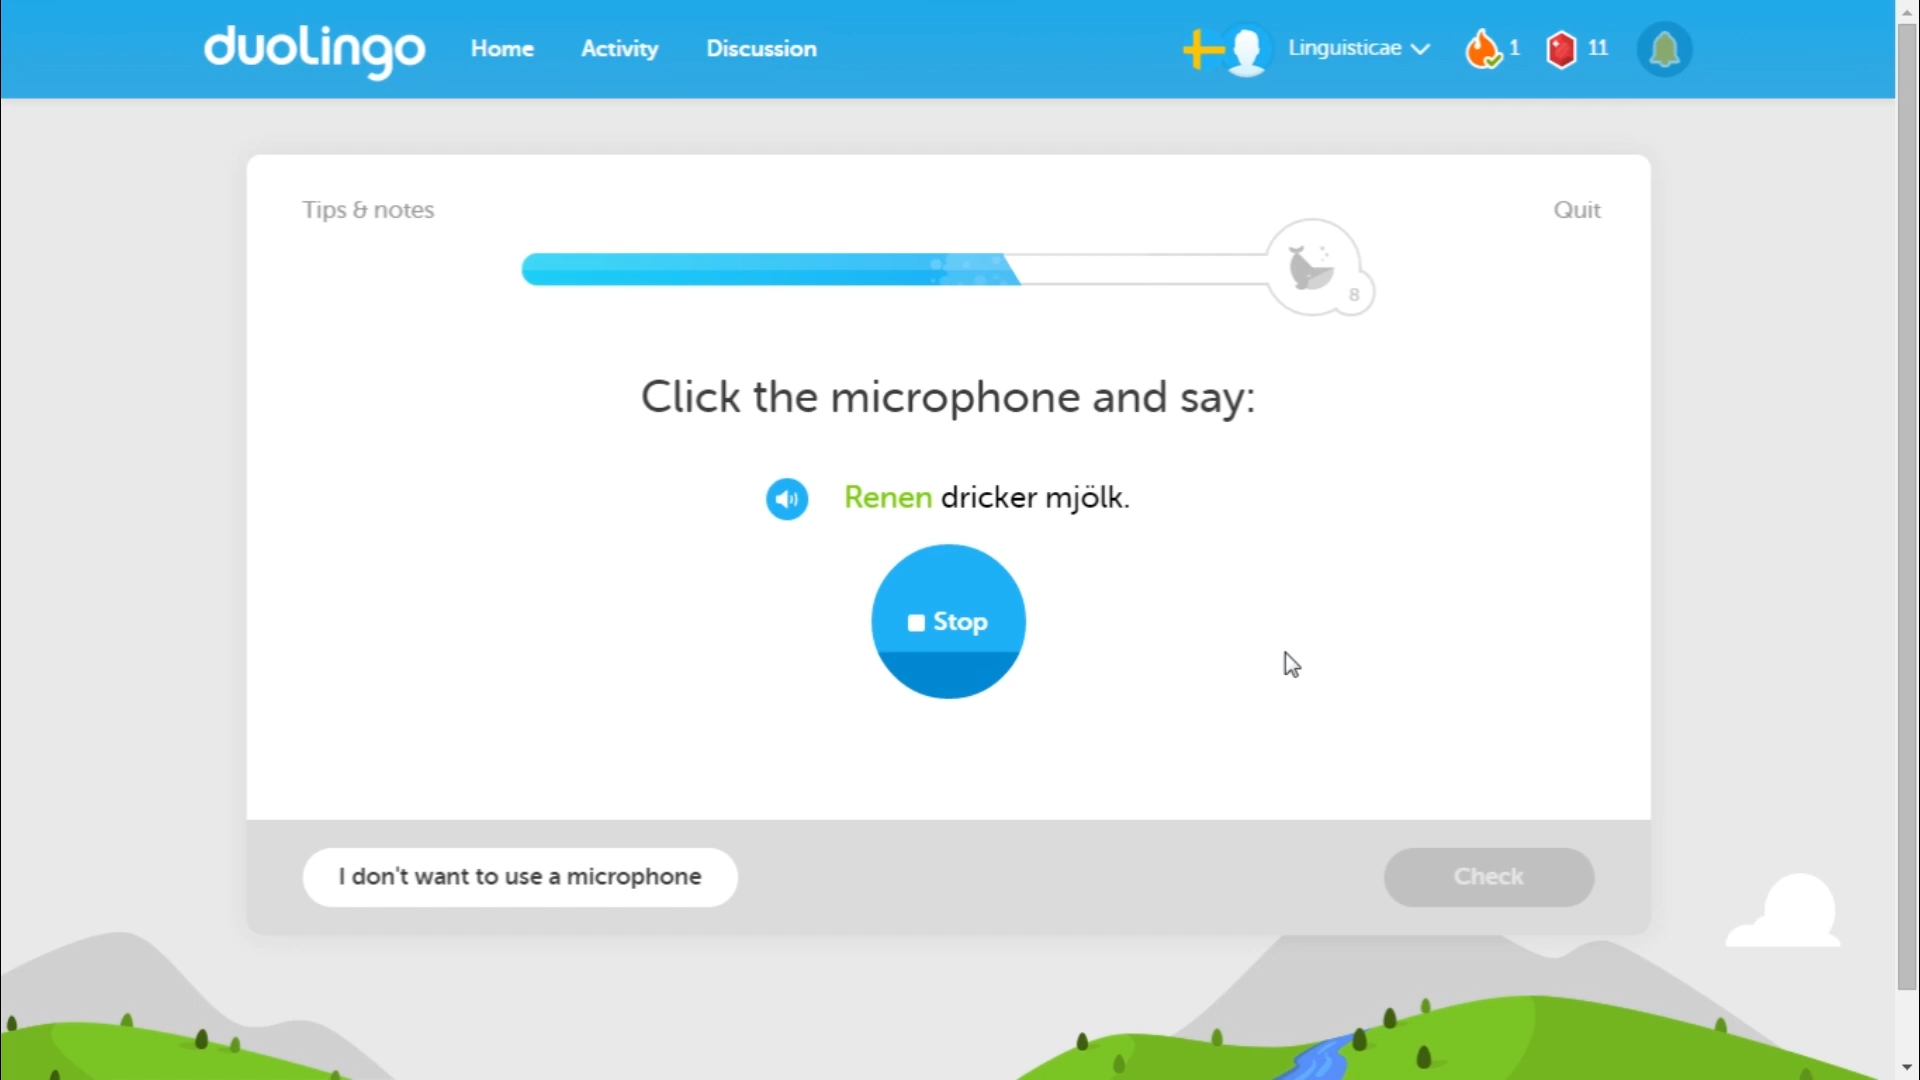 duolingo Home Activity Discussion Linguisticae 1 11
Tips & notes Quit
8
Click the microphone and say:
Renen dricker mjölk.
Stop
I don't want to use a microphone Check